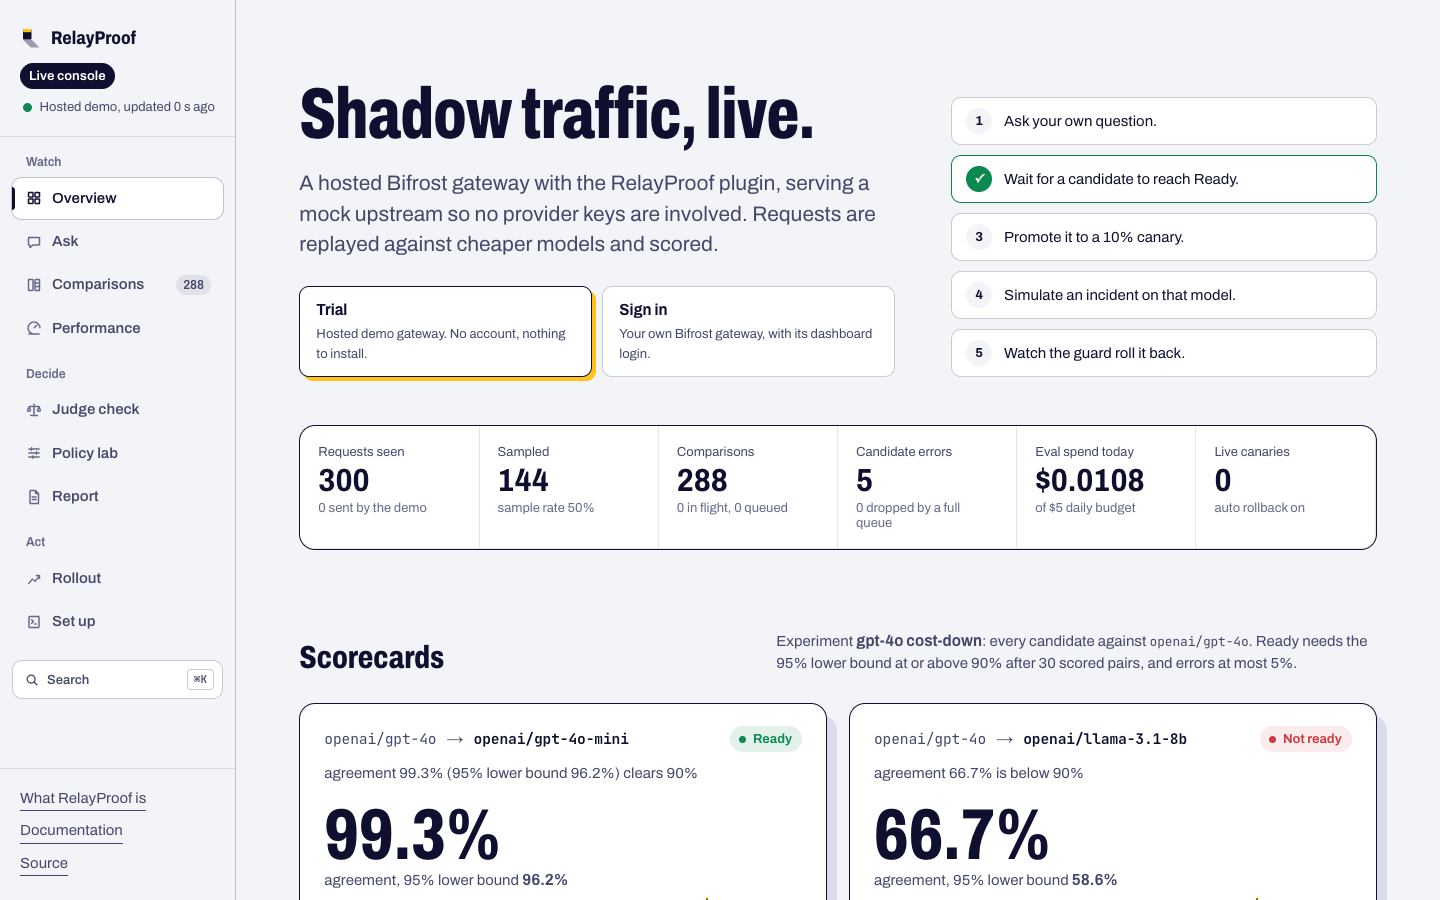 RelayProof
Live console
Hosted demo, updated 0 s ago
Watch
Overview
Ask
Comparisons 288
Performance
Decide
Judge check
Policy lab
Report
Act
Rollout
Set up
Search ⌘K
What RelayProof is
Documentation
Source
Shadow traffic, live.
A hosted Bifrost gateway with the RelayProof plugin, serving a
mock upstream so no provider keys are involved. Requests are
replayed against cheaper models and scored.
Trial
Hosted demo gateway. No account, nothing
to install.
Sign in
Your own Bifrost gateway, with its dashboard
login.
1 Ask your own question.
✓ Wait for a candidate to reach Ready.
3 Promote it to a 10% canary.
4 Simulate an incident on that model.
5 Watch the guard roll it back.
Requests seen
300
0 sent by the demo
Sampled
144
sample rate 50%
Comparisons
288
0 in flight, 0 queued
Candidate errors
5
0 dropped by a full
queue
Eval spend today
$0.0108
of $5 daily budget
Live canaries
0
auto rollback on
Scorecards
Experiment gpt-4o cost-down: every candidate against openai/gpt-4o. Ready needs the
95% lower bound at or above 90% after 30 scored pairs, and errors at most 5%.
openai/gpt-4o → openai/gpt-4o-mini Ready
agreement 99.3% (95% lower bound 96.2%) clears 90%
99.3%
agreement, 95% lower bound 96.2%
openai/gpt-4o → openai/llama-3.1-8b Not ready
agreement 66.7% is below 90%
66.7%
agreement, 95% lower bound 58.6%